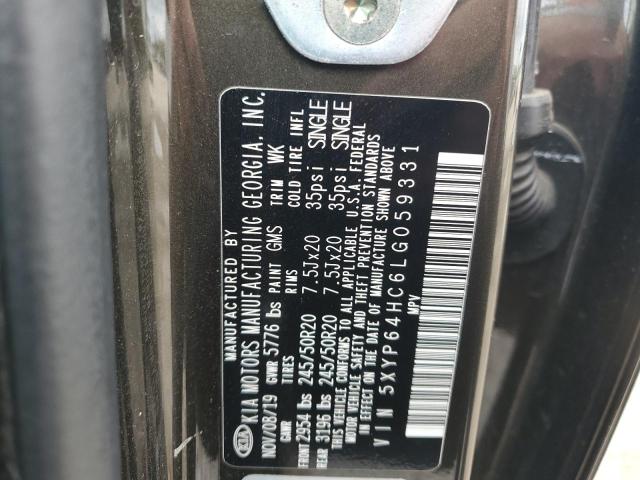 MANUFACTURED BY
KIA KIA MOTORS MANUFACTURING GEORGIA, INC.
NOV/08/19 GVWR 5776 lbs PAINT GMS TRIM WK
GAWR TIRES RIMS COLD TIRE INFL
FRONT 2954 lbs 245/50R20 7.5Jx20 35psi SINGLE
REAR 3196 lbs 245/50R20 7.5Jx20 35psi SINGLE
THIS VEHICLE CONFORMS TO ALL APPLICABLE U.S.A. FEDERAL
MOTOR VEHICLE SAFETY AND THEFT PREVENTION STANDARDS
IN EFFECT ON THE DATE OF MANUFACTURE SHOWN ABOVE
VIN 5XYP64HC6LG059331
MPV